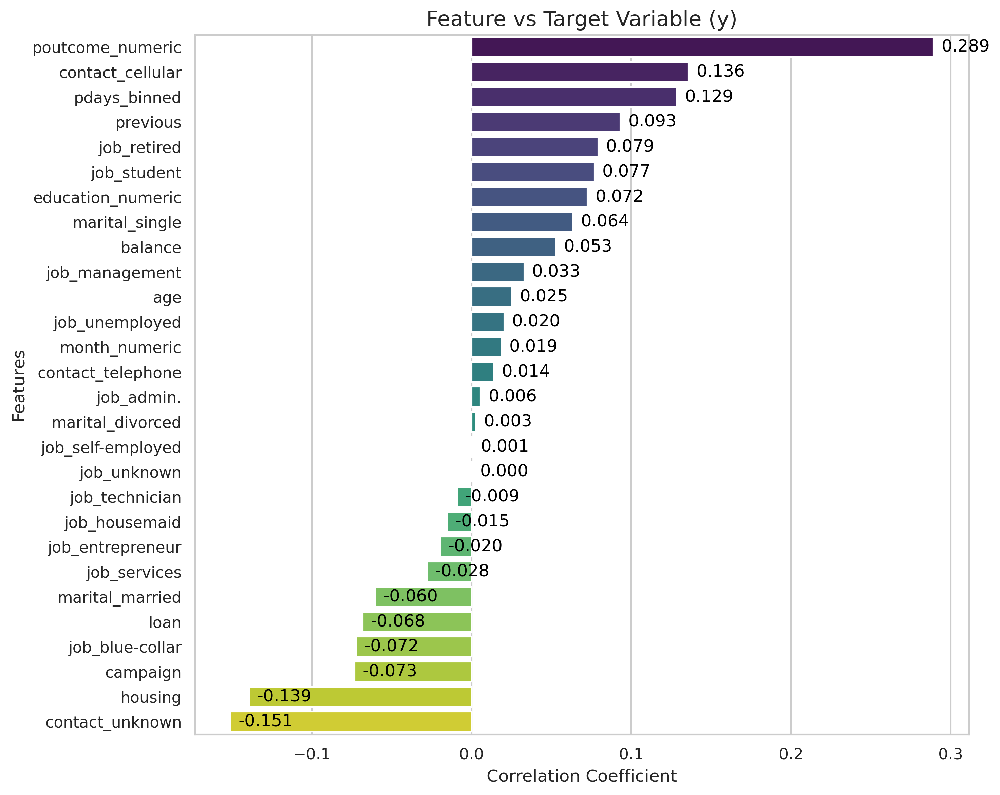 Feature vs Target Variable (y)
poutcome_numeric 0.289
contact_cellular 0.136
pdays_binned 0.129
previous 0.093
job_retired 0.079
job_student 0.077
education_numeric 0.072
marital_single 0.064
balance 0.053
job_management 0.033
age 0.025
job_unemployed 0.020
month_numeric 0.019
contact_telephone 0.014
job_admin. 0.006
marital_divorced 0.003
job_self-employed 0.001
job_unknown 0.000
job_technician -0.009
job_housemaid -0.015
job_entrepreneur -0.020
job_services -0.028
marital_married -0.060
loan -0.068
job_blue-collar -0.072
campaign -0.073
housing -0.139
contact_unknown -0.151
Features
−0.1 0.0 0.1 0.2 0.3
Correlation Coefficient